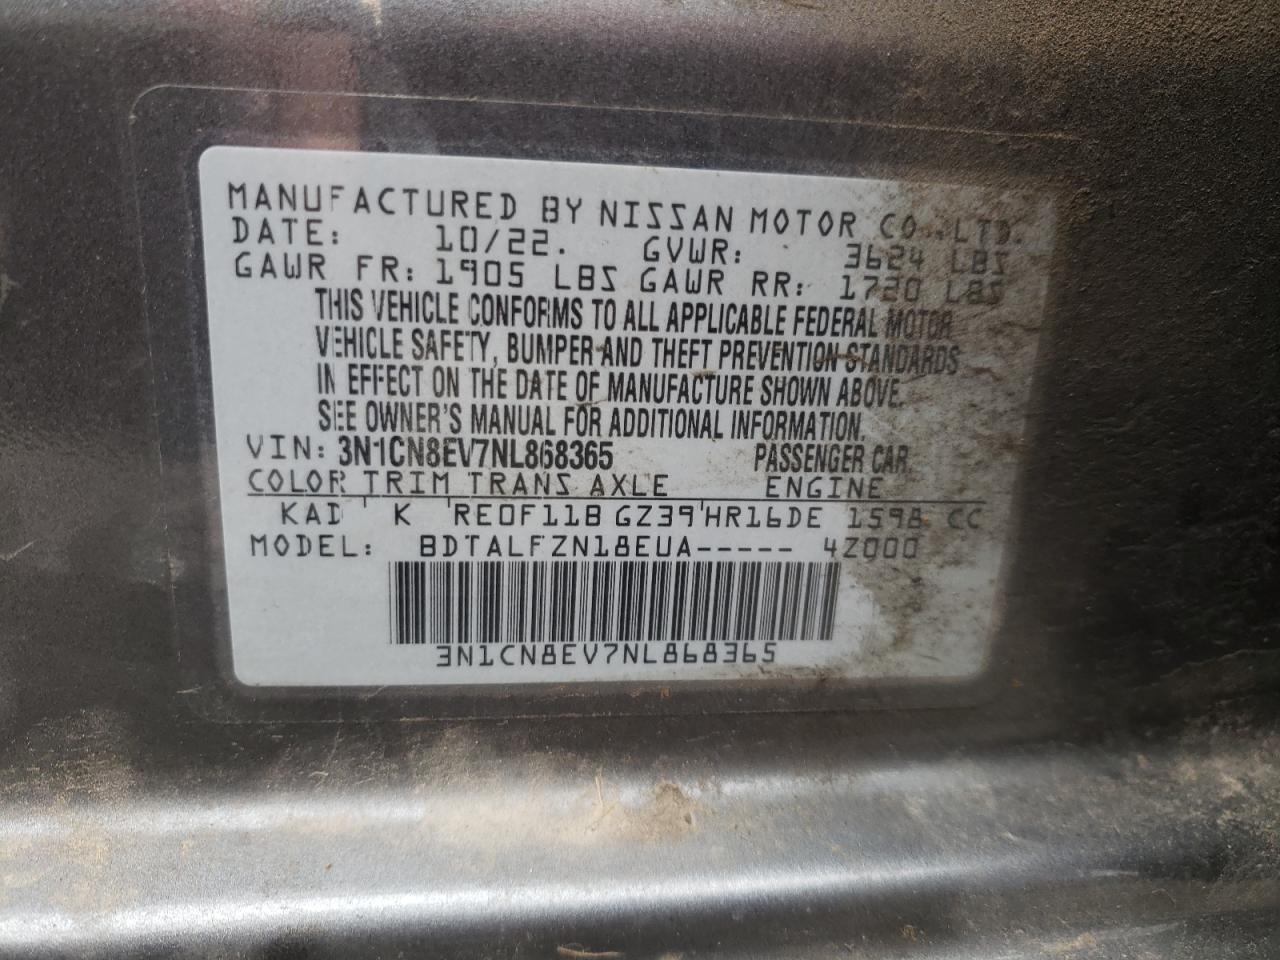 MANUFACTURED BY NISSAN MOTOR CO.,LTD.
DATE: 10/22. GVWR: 3624 LBS
GAWR FR: 1905 LBS GAWR RR: 1720 LBS
THIS VEHICLE CONFORMS TO ALL APPLICABLE FEDERAL MOTOR
VEHICLE SAFETY, BUMPER AND THEFT PREVENTION STANDARDS
IN EFFECT ON THE DATE OF MANUFACTURE SHOWN ABOVE.
SEE OWNER'S MANUAL FOR ADDITIONAL INFORMATION.
VIN: 3N1CN8EV7NL868365 PASSENGER CAR
COLOR TRIM TRANS AXLE ENGINE
KAD K RE0F11B GZ39 HR16DE 1598 CC
MODEL: BDTALFZN18EUA----- 4Z000
3N1CN8EV7NL868365